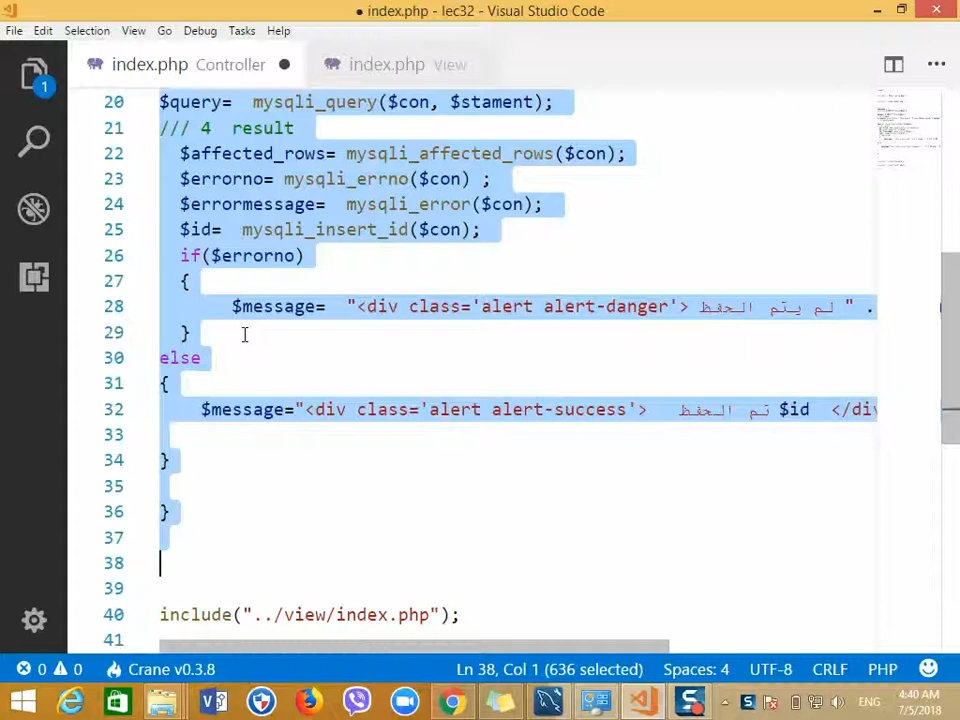 index.php - lec32 - Visual Studio Code
File Edit Selection View Go Debug Tasks Help
index.php Controller
index.php View
1
20 $query= mysqli_query($con, $stament);
21 /// 4 result
22 $affected_rows= mysqli_affected_rows($con);
23 $errorno= mysqli_errno($con) ;
24 $errormessage= mysqli_error($con);
25 $id= mysqli_insert_id($con);
26 if($errorno)
27 {
28 $message= "<div class='alert alert-danger'> لم يتم الحفظ " .
29 }
30 else
31 {
32 $message="<div class='alert alert-success'> تم الحفظ $id </div
33
34 }
35
36 }
37
38
39
40 include("../view/index.php");
41
0 0 Crane v0.3.8 Ln 38, Col 1 (636 selected) Spaces: 4 UTF-8 CRLF PHP
ENG
4:40 AM
7/5/2018